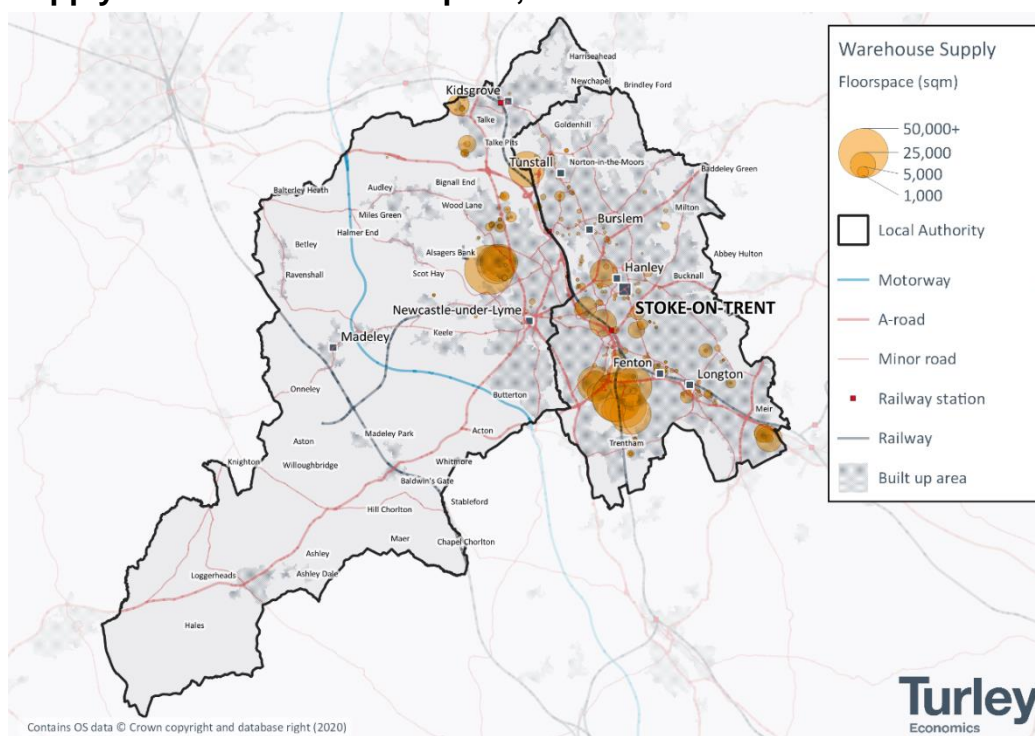 Warehouse Supply
Floorspace (sqm)
50,000+
25,000
5,000
1,000
Local Authority
Motorway
A-road
Minor road
Railway station
Railway
Built up area
Harriseahead
Newchapel
Brindley Ford
Kidsgrove
Talke
Goldenhill
Talke Pits
Tunstall
Norton-in-the-Moors
Baddeley Green
Bignall End
Balterley Heath
Audley
Wood Lane
Miles Green
Milton
Halmer End
Burslem
Betley
Alsagers Bank
Abbey Hulton
Scot Hay
Hanley
Bucknall
Ravenshall
Newcastle-under-Lyme
STOKE-ON-TRENT
Madeley
Keele
Fenton
Longton
Onneley
Butterton
Meir
Madeley Park
Acton
Aston
Trentham
Knighton
Willoughbridge
Whitmore
Baldwin's Gate
Stableford
Hill Chorlton
Maer
Chapel Chorlton
Ashley
Loggerheads
Ashley Dale
Hales
Contains OS data © Crown copyright and database right (2020)
Turley
Economics